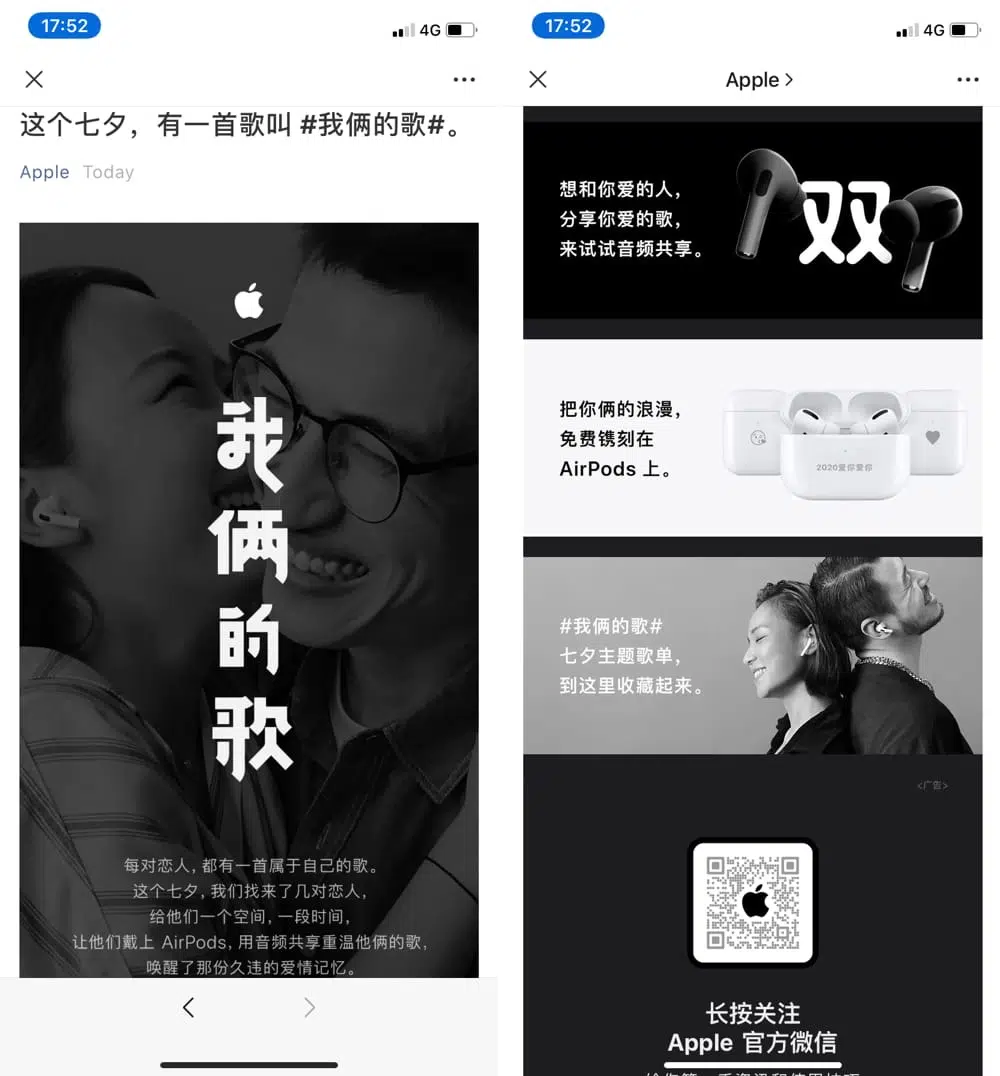 17:52
4G
这个七夕，有一首歌叫 #我俩的歌#。
Apple Today
我
俩
的
歌
每对恋人，都有一首属于自己的歌。
这个七夕，我们找来了几对恋人，
给他们一个空间，一段时间，
让他们戴上 AirPods，用音频共享重温他俩的歌，
唤醒了那份久违的爱情记忆。
17:52
4G
Apple
想和你爱的人，
分享你爱的歌，
来试试音频共享。
双
把你俩的浪漫，
免费镌刻在
AirPods 上。
2020爱你爱你
#我俩的歌#
七夕主题歌单，
到这里收藏起来。
<广告>
长按关注
Apple 官方微信